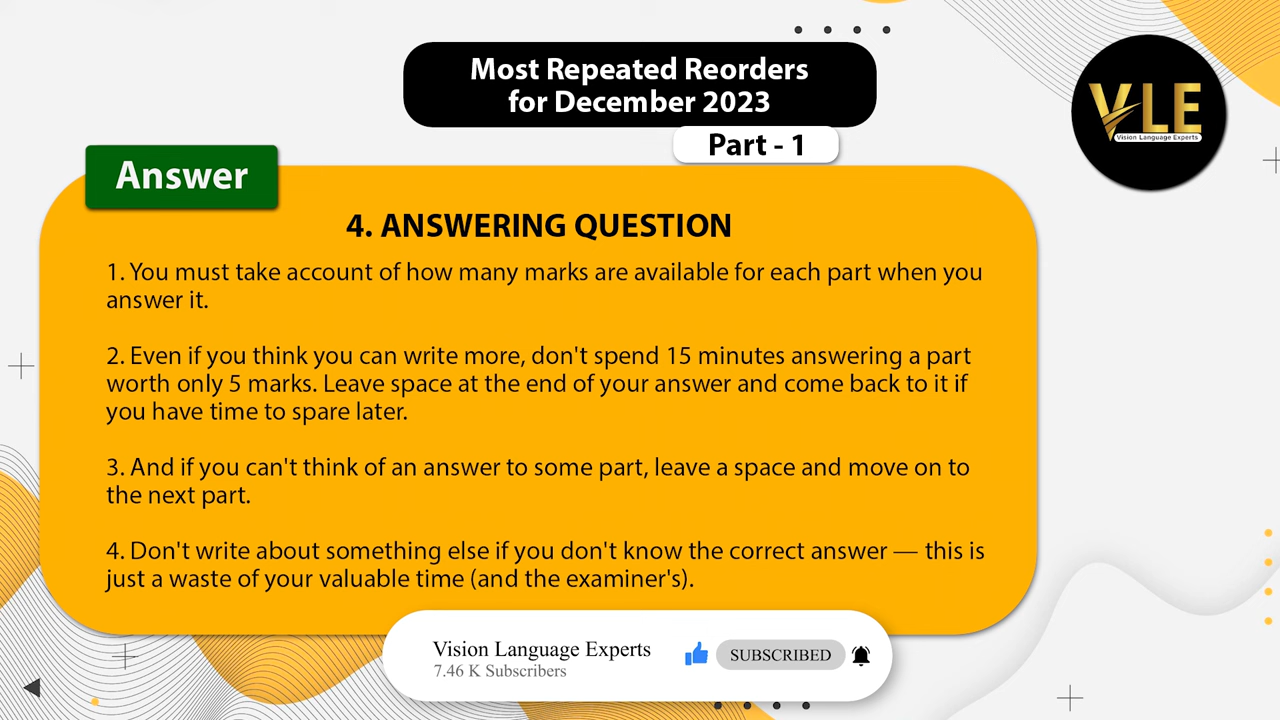 Most Repeated Reorders
for December 2023
Part - 1
VLE
Vision Language Experts
Answer
4. ANSWERING QUESTION
1. You must take account of how many marks are available for each part when you
answer it.
2. Even if you think you can write more, don't spend 15 minutes answering a part
worth only 5 marks. Leave space at the end of your answer and come back to it if
you have time to spare later.
3. And if you can't think of an answer to some part, leave a space and move on to
the next part.
4. Don't write about something else if you don't know the correct answer — this is
just a waste of your valuable time (and the examiner's).
Vision Language Experts
7.46 K Subscribers
SUBSCRIBED